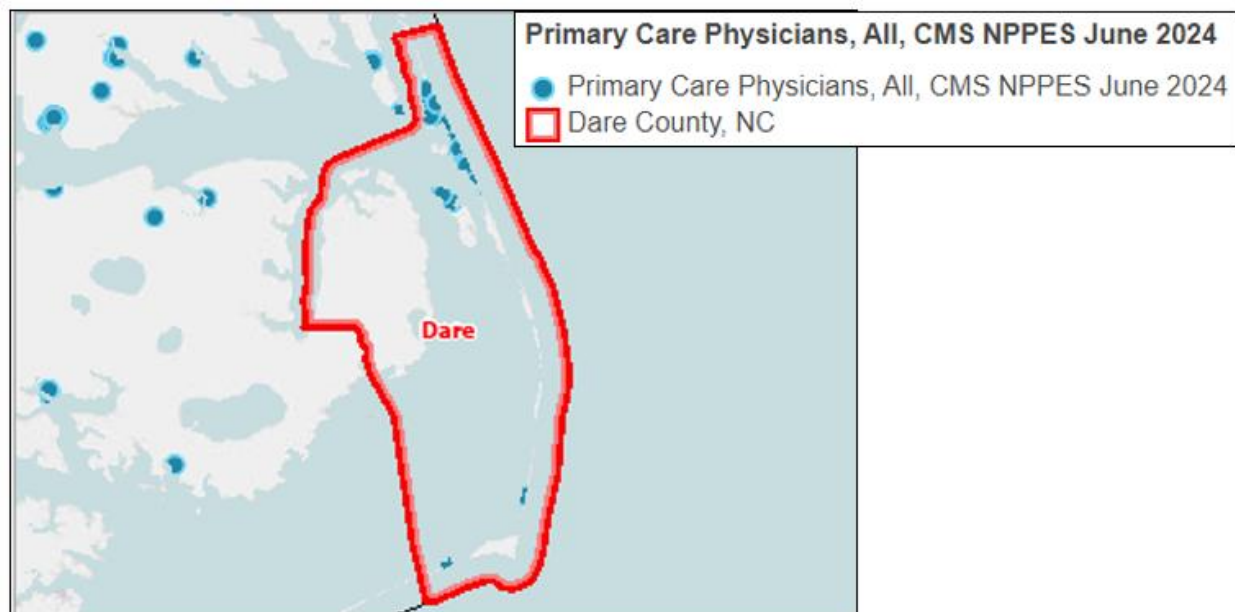 Primary Care Physicians, All, CMS NPPES June 2024
Primary Care Physicians, All, CMS NPPES June 2024
Dare County, NC
Dare